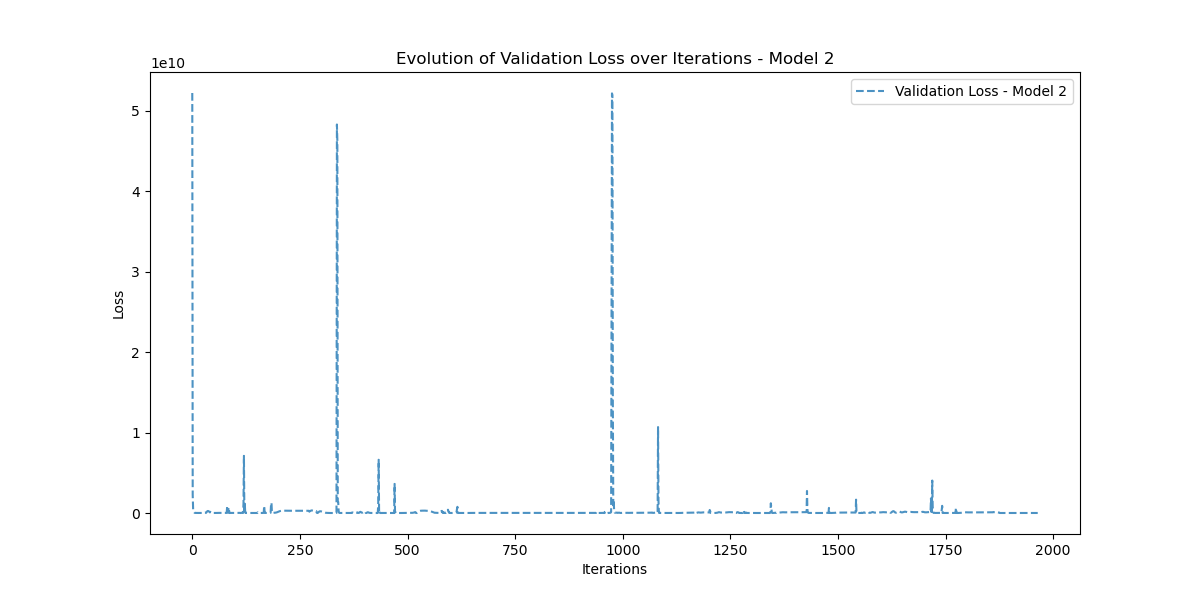 Evolution of Validation Loss over Iterations - Model 2
1e10
Validation Loss - Model 2
5
4
3
2
1
0
Loss
0 250 500 750 1000 1250 1500 1750 2000
Iterations